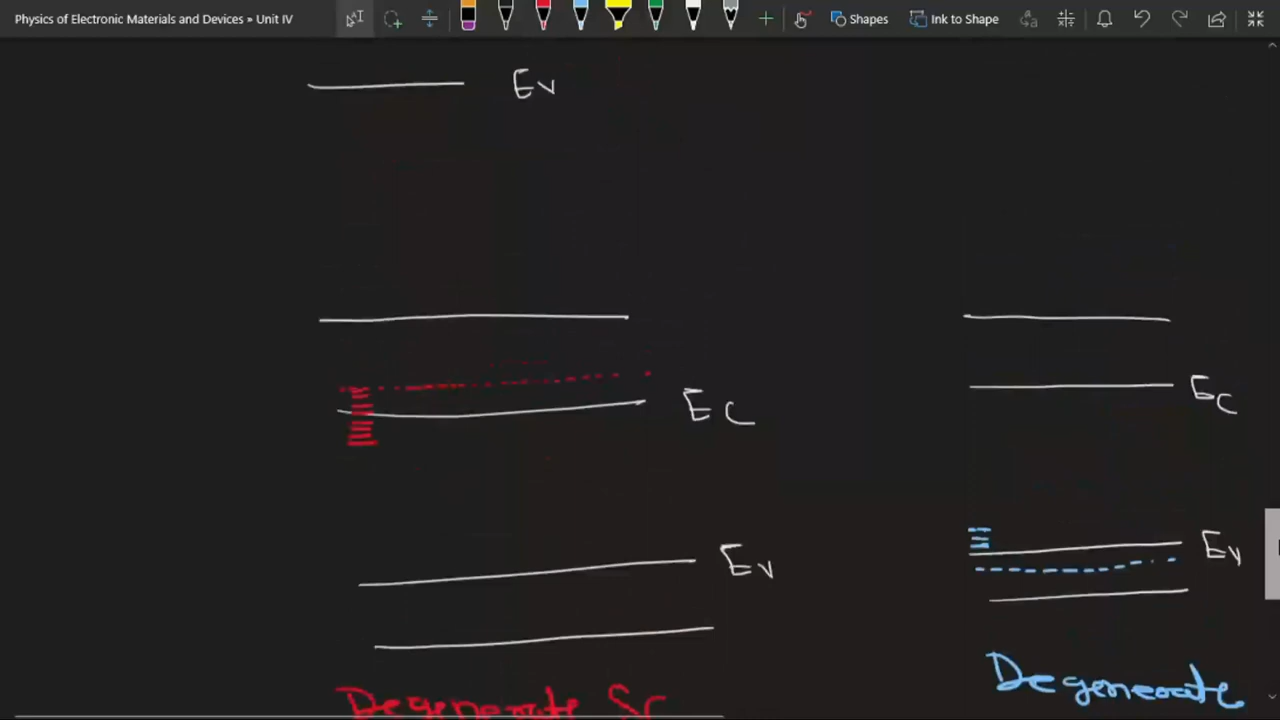 Physics of Electronic Materials and Devices » Unit IV
Shapes
Ink to Shape
Ev
Ec
Ec
Ev
Ev
Degenerate Sc
Degenerate